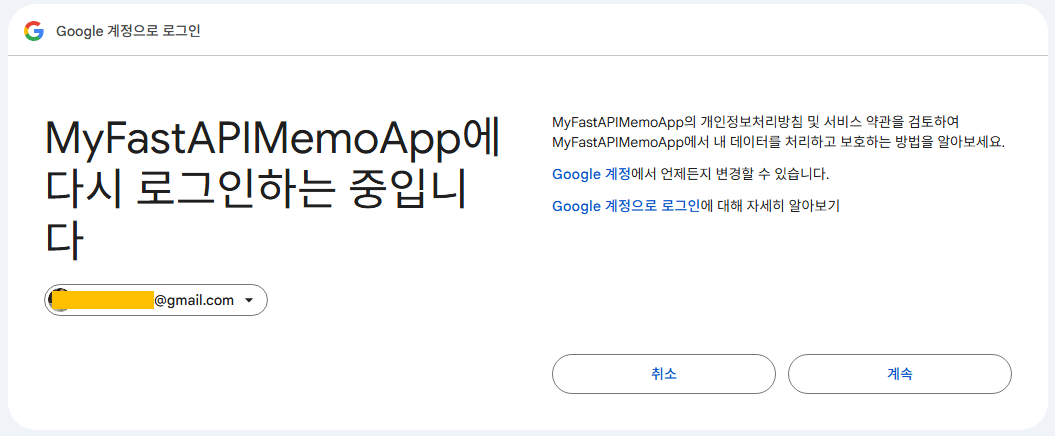 Google 계정으로 로그인
MyFastAPIMemoApp에
다시 로그인하는 중입니
다
@gmail.com
MyFastAPIMemoApp의 개인정보처리방침 및 서비스 약관을 검토하여
MyFastAPIMemoApp에서 내 데이터를 처리하고 보호하는 방법을 알아보세요.
Google 계정에서 언제든지 변경할 수 있습니다.
Google 계정으로 로그인에 대해 자세히 알아보기
취소
계속